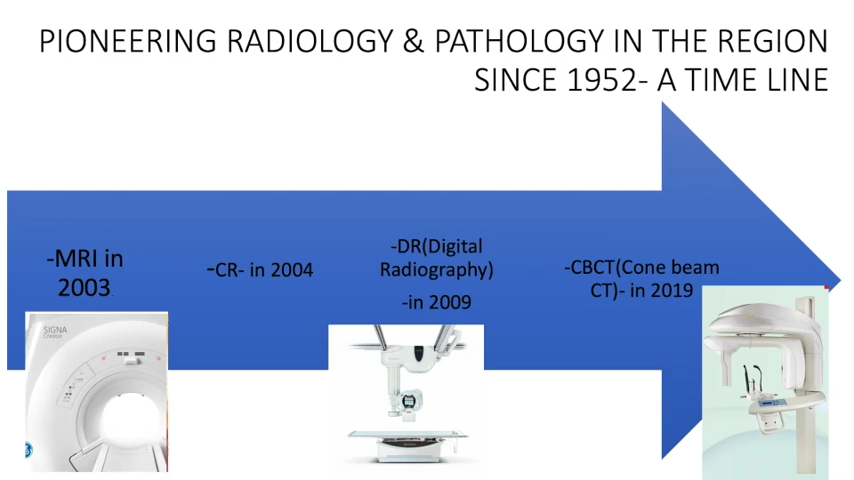 PIONEERING RADIOLOGY & PATHOLOGY IN THE REGION
SINCE 1952- A TIME LINE
-MRI in
2003.
-CR- in 2004
-DR(Digital
Radiography)
-in 2009
-CBCT(Cone beam
CT)- in 2019
SIGNA
Creator